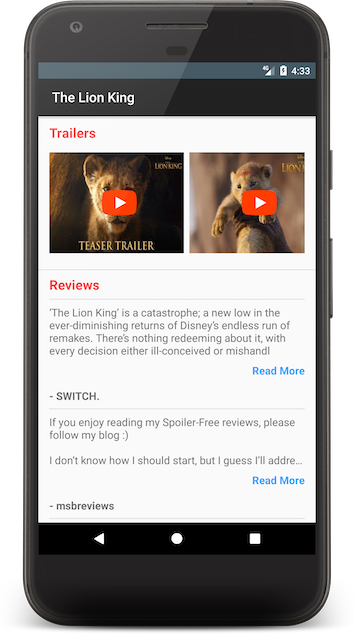 4G 4:33
The Lion King
Trailers
Disney
THE LION KING
LION KING
TEASER TRAILER
Reviews
‘The Lion King’ is a catastrophe; a new low in the
ever-diminishing returns of Disney’s endless run of
remakes. There’s nothing redeeming about it, with
every decision either ill-conceived or mishandl
Read More
- SWITCH.
If you enjoy reading my Spoiler-Free reviews, please
follow my blog :)
I don’t know how I should start, but I guess I’ll addre...
Read More
- msbreviews